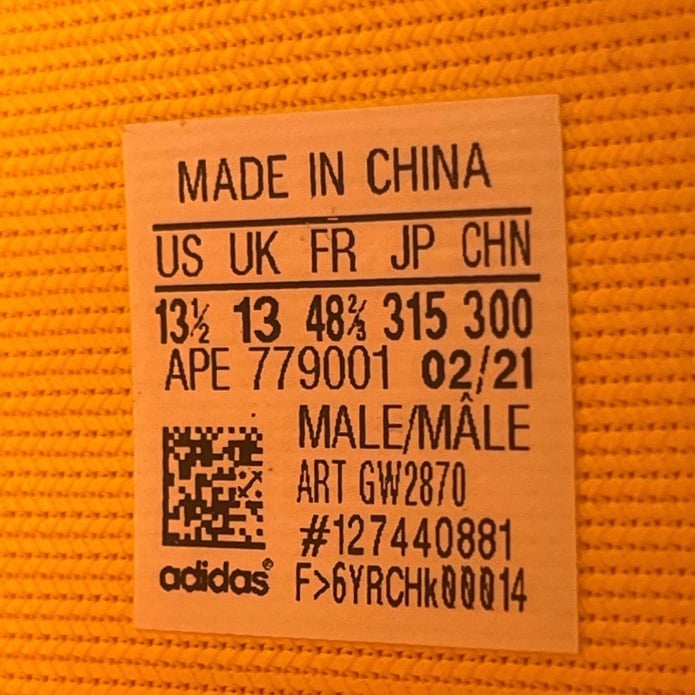 MADE IN CHINA
US UK FR JP CHN
13½ 13 48⅔ 315 300
APE 779001 02/21
MALE/MÂLE
ART GW2870
#127440881
adidas® F>6YRCHk00014